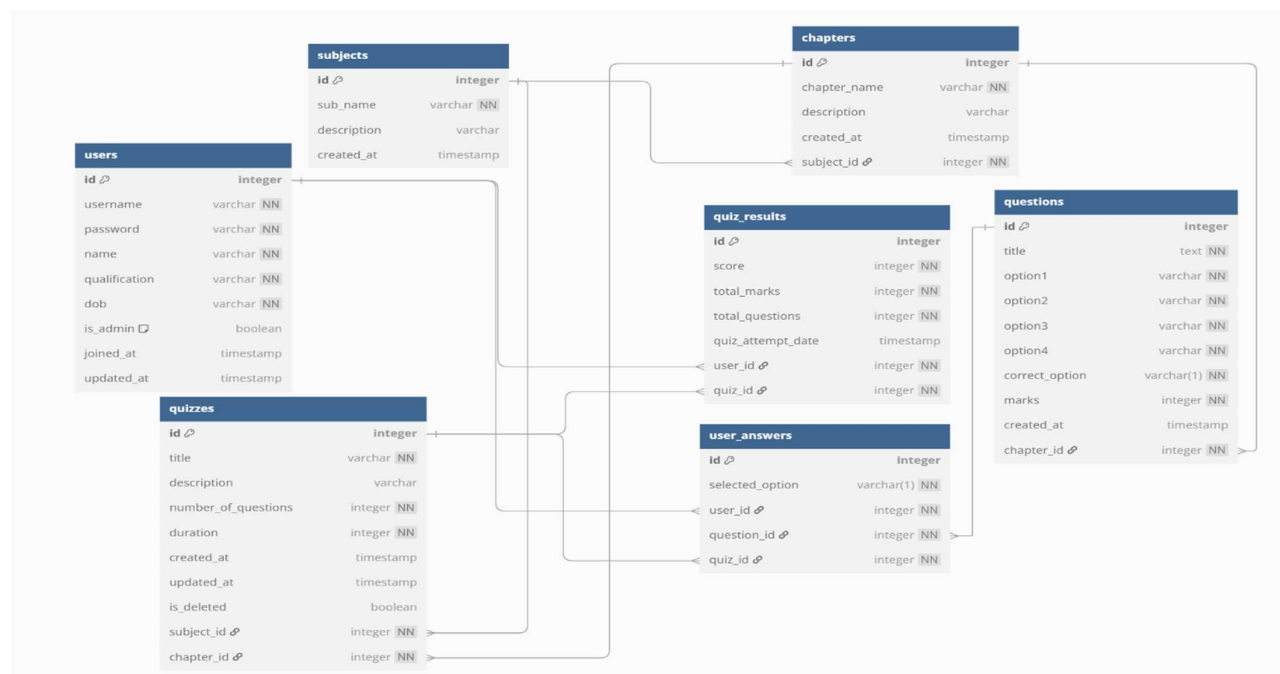 subjects
id integer
sub_name varchar NN
description varchar
created_at timestamp
chapters
id integer
chapter_name varchar NN
description varchar
created_at timestamp
subject_id integer NN
users
id integer
username varchar NN
password varchar NN
name varchar NN
qualification varchar NN
dob varchar NN
is_admin boolean
joined_at timestamp
updated_at timestamp
quiz_results
id integer
score integer NN
total_marks integer NN
total_questions integer NN
quiz_attempt_date timestamp
user_id integer NN
quiz_id integer NN
questions
id integer
title text NN
option1 varchar NN
option2 varchar NN
option3 varchar NN
option4 varchar NN
correct_option varchar(1) NN
marks integer NN
created_at timestamp
chapter_id integer NN
quizzes
id integer
title varchar NN
description varchar
number_of_questions integer NN
duration integer NN
created_at timestamp
updated_at timestamp
is_deleted boolean
subject_id integer NN
chapter_id integer NN
user_answers
id integer
selected_option varchar(1) NN
user_id integer NN
question_id integer NN
quiz_id integer NN